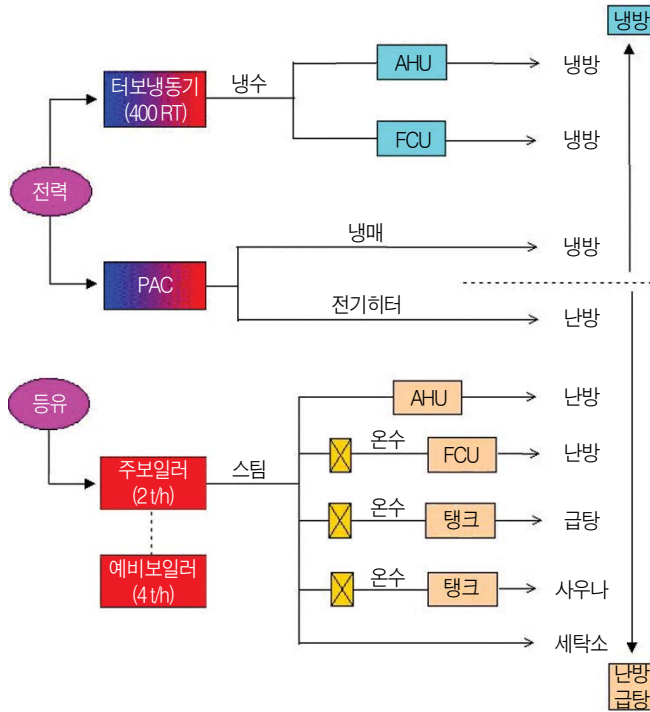 냉방
AHU
냉방
터보냉동기
(400 RT)
냉수
FCU
냉방
전력
냉매
냉방
PAC
전기히터
난방
등유
AHU
난방
온수
FCU
난방
주보일러
(2 t/h)
스팀
온수
탱크
급탕
예비보일러
(4 t/h)
온수
탱크
사우나
세탁소
난방
급탕